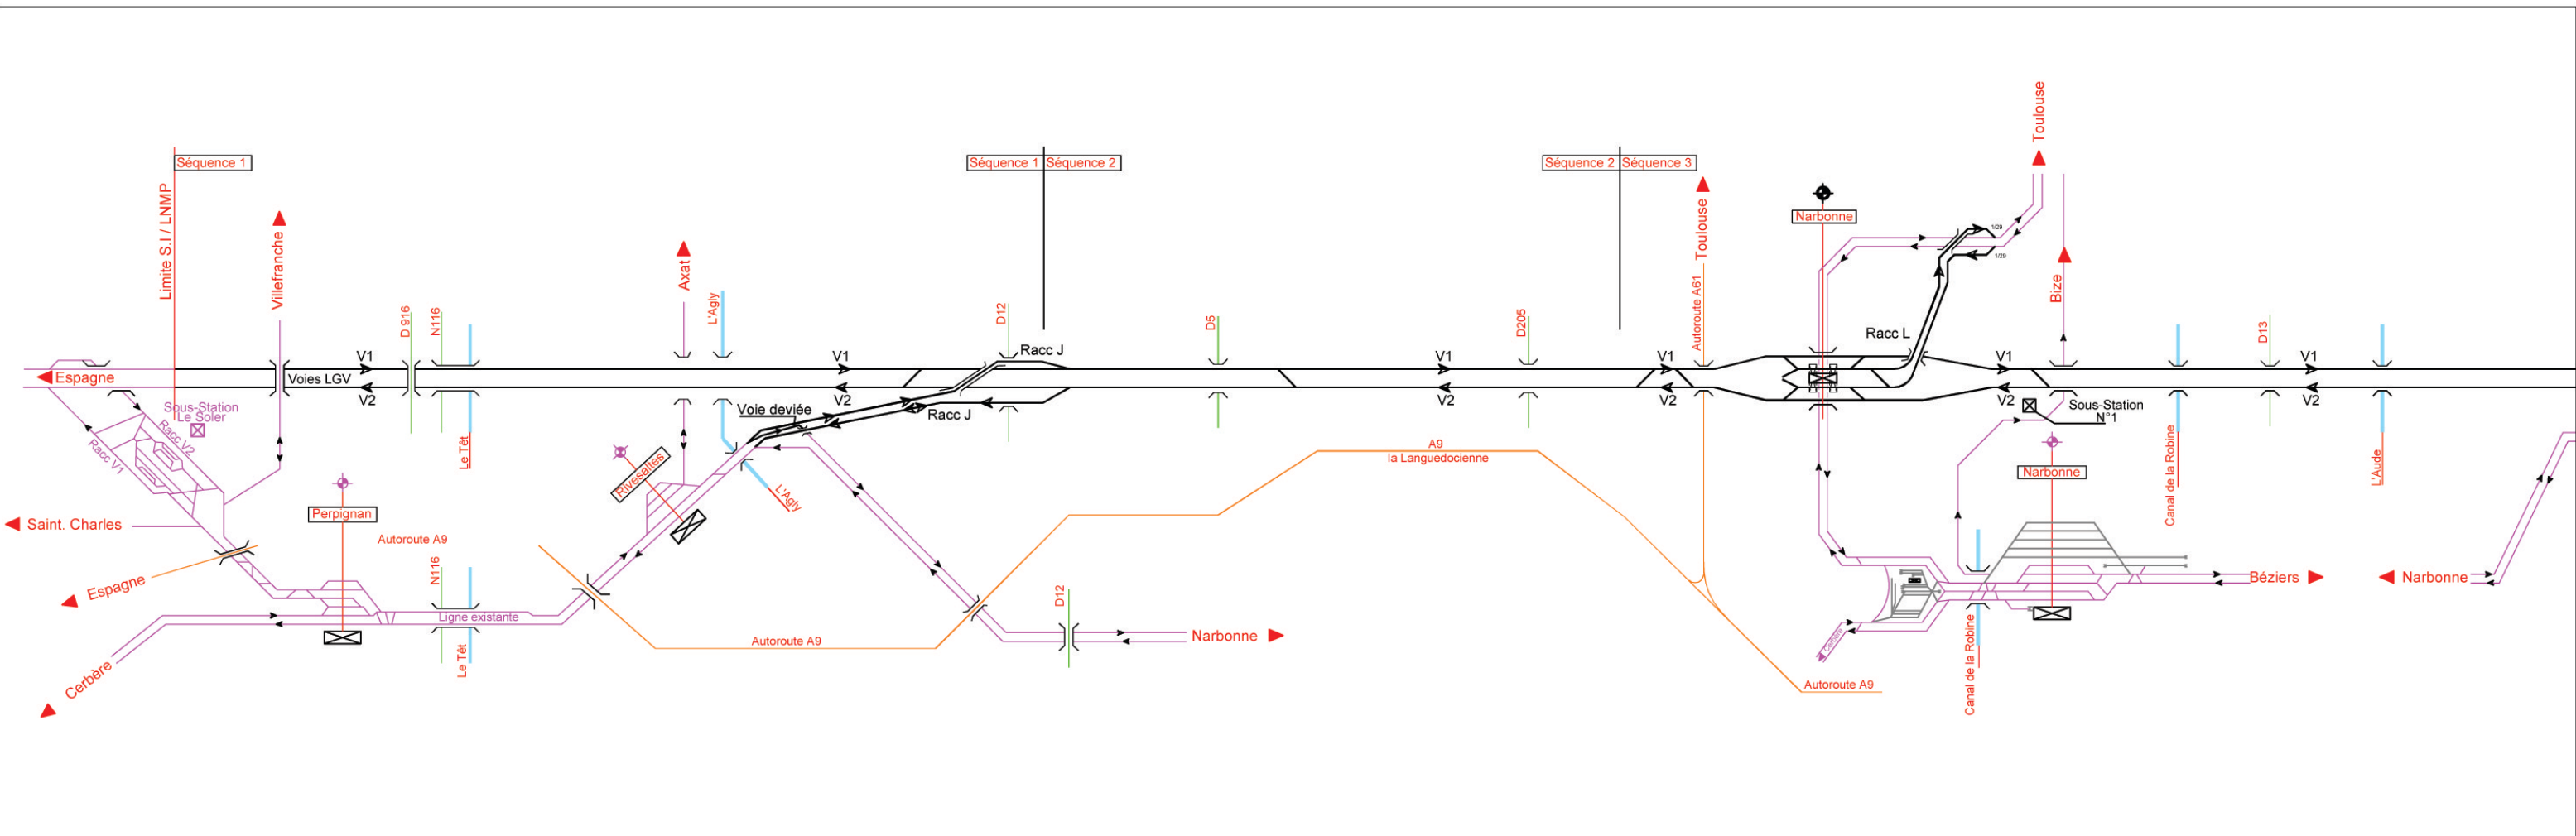 Séquence 1
Limite S.I / LNMP
Villefranche
Espagne
Voies LGV
V1
V2
D 916
N116
Le Têt
Sous-Station
Le Soler
Racc V2
Racc V1
Saint. Charles
Espagne
Cerbère
Perpignan
Autoroute A9
N116
Le Têt
Ligne existante
Axat
L'Agly
Rivesaltes
L'Agly
Voie deviée
V1
V2
Racc J
Racc J
D12
Séquence 1
Séquence 2
Autoroute A9
D12
Narbonne
D5
A9
la Languedocienne
V1
V2
D205
Séquence 2
Séquence 3
V1
V2
Autoroute A61
Toulouse
Narbonne
Racc L
1/29
1/29
Toulouse
Bize
V1
V2
Sous-Station
N°1
Narbonne
Canal de la Robine
D13
V1
V2
L'Aude
Cerbère
Autoroute A9
Canal de la Robine
Béziers
Narbonne